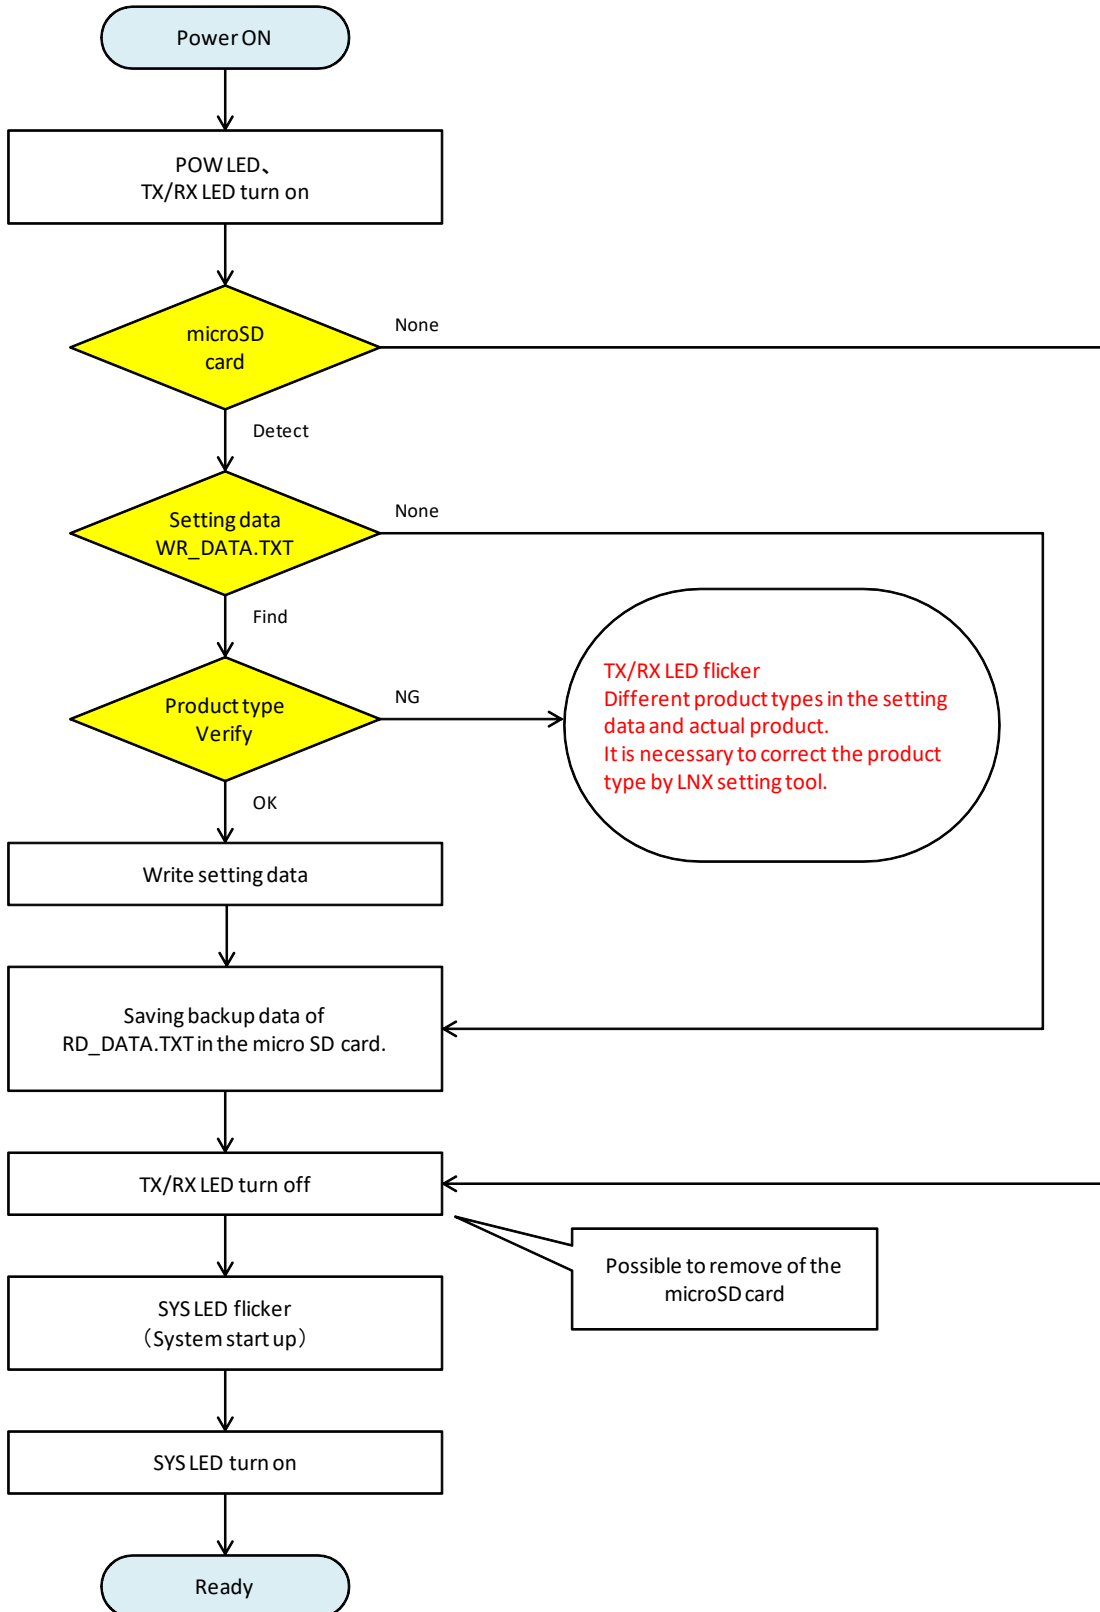 Power ON
POW LED、
TX/RX LED turn on
microSD
card
None
Detect
Setting data
WR_DATA.TXT
None
Find
Product type
Verify
NG
TX/RX LED flicker
Different product types in the setting
data and actual product.
It is necessary to correct the product
type by LNX setting tool.
OK
Write setting data
Saving backup data of
RD_DATA.TXT in the micro SD card.
TX/RX LED turn off
Possible to remove of the
microSD card
SYS LED flicker
（System start up）
SYS LED turn on
Ready